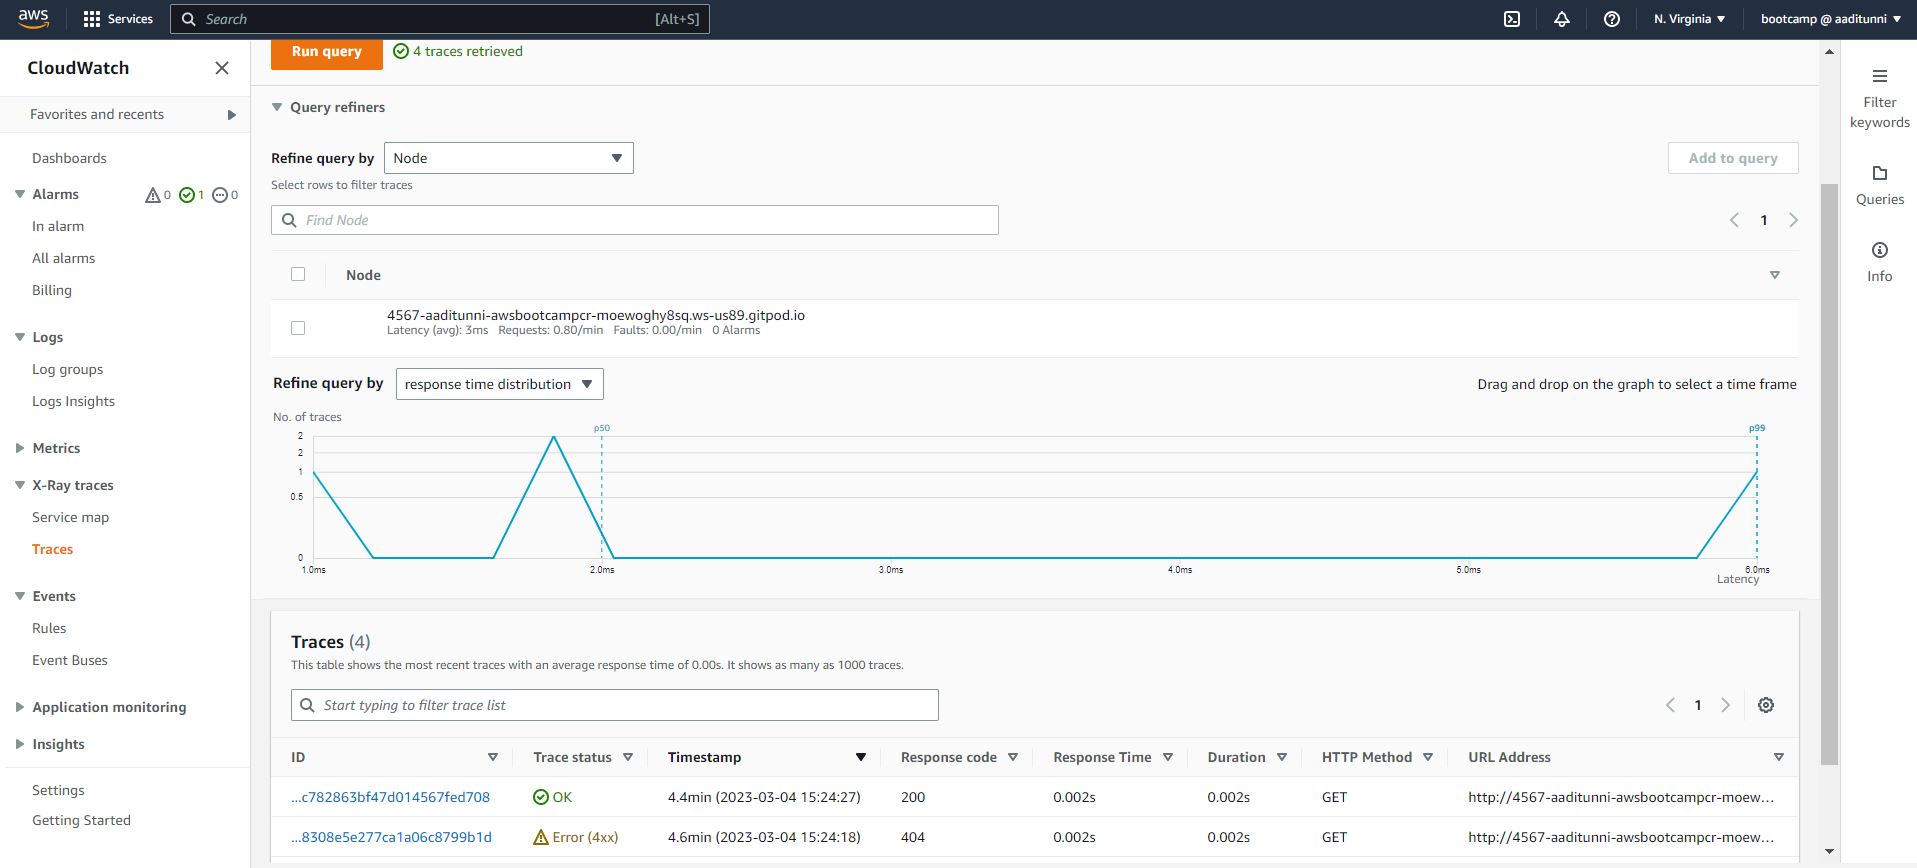 aws Services Search [Alt+S] N. Virginia bootcamp @ aaditunni
CloudWatch
Favorites and recents
Dashboards
Alarms 0 1 0
In alarm
All alarms
Billing
Logs
Log groups
Logs Insights
Metrics
X-Ray traces
Service map
Traces
Events
Rules
Event Buses
Application monitoring
Insights
Settings
Getting Started
Run query 4 traces retrieved
Query refiners
Refine query by Node Add to query
Select rows to filter traces
Find Node 1
Node
4567-aaditunni-awsbootcampcr-moewoghy8sq.ws-us89.gitpod.io
Latency (avg): 3ms Requests: 0.80/min Faults: 0.00/min 0 Alarms
Refine query by response time distribution Drag and drop on the graph to select a time frame
No. of traces
p50 p99
2
2
1
0.5
0
1.0ms 2.0ms 3.0ms 4.0ms 5.0ms 6.0ms
Latency
Traces (4)
This table shows the most recent traces with an average response time of 0.00s. It shows as many as 1000 traces.
Start typing to filter trace list 1
ID Trace status Timestamp Response code Response Time Duration HTTP Method URL Address
...c782863bf47d014567fed708 OK 4.4min (2023-03-04 15:24:27) 200 0.002s 0.002s GET http://4567-aaditunni-awsbootcampcr-moew...
...8308e5e277ca1a06c8799b1d Error (4xx) 4.6min (2023-03-04 15:24:18) 404 0.002s 0.002s GET http://4567-aaditunni-awsbootcampcr-moew...
Filter
keywords
Queries
Info